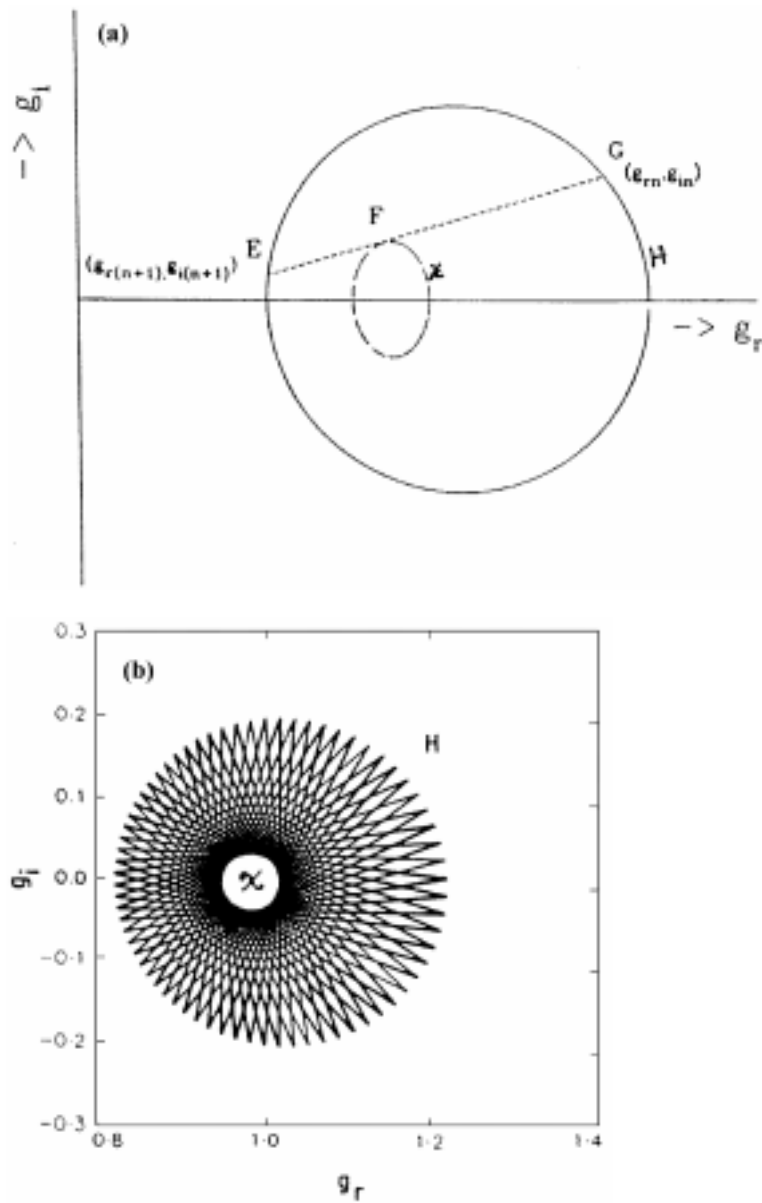 (a)
-> g_i
G
(g_rn, g_in)
F
E
H
(g_r(n+1), g_i(n+1))
-> g_r
0·3
(b)
0·2
H
0·1
g_i
0·0
-0·1
-0·2
-0·3
0·8
1·0
1·2
1·4
g_r